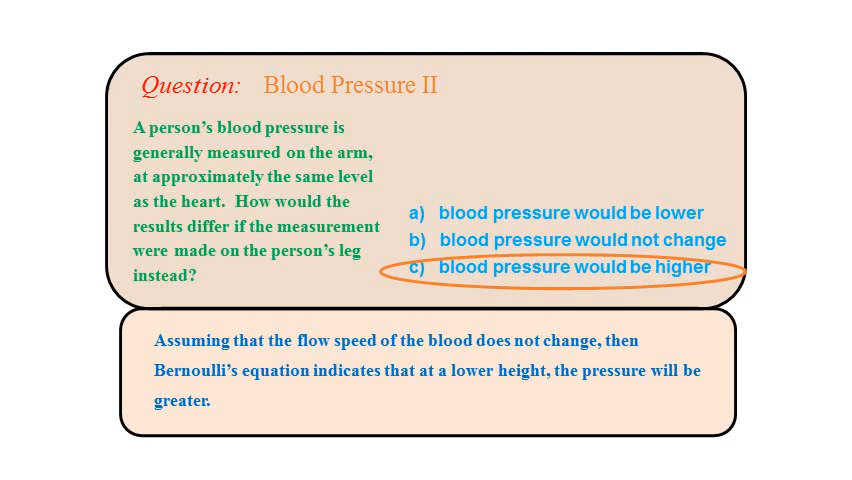 Question: Blood Pressure II
A person’s blood pressure is
generally measured on the arm,
at approximately the same level
as the heart. How would the
results differ if the measurement
were made on the person’s leg
instead?
a) blood pressure would be lower
b) blood pressure would not change
c) blood pressure would be higher
Assuming that the flow speed of the blood does not change, then
Bernoulli’s equation indicates that at a lower height, the pressure will be
greater.